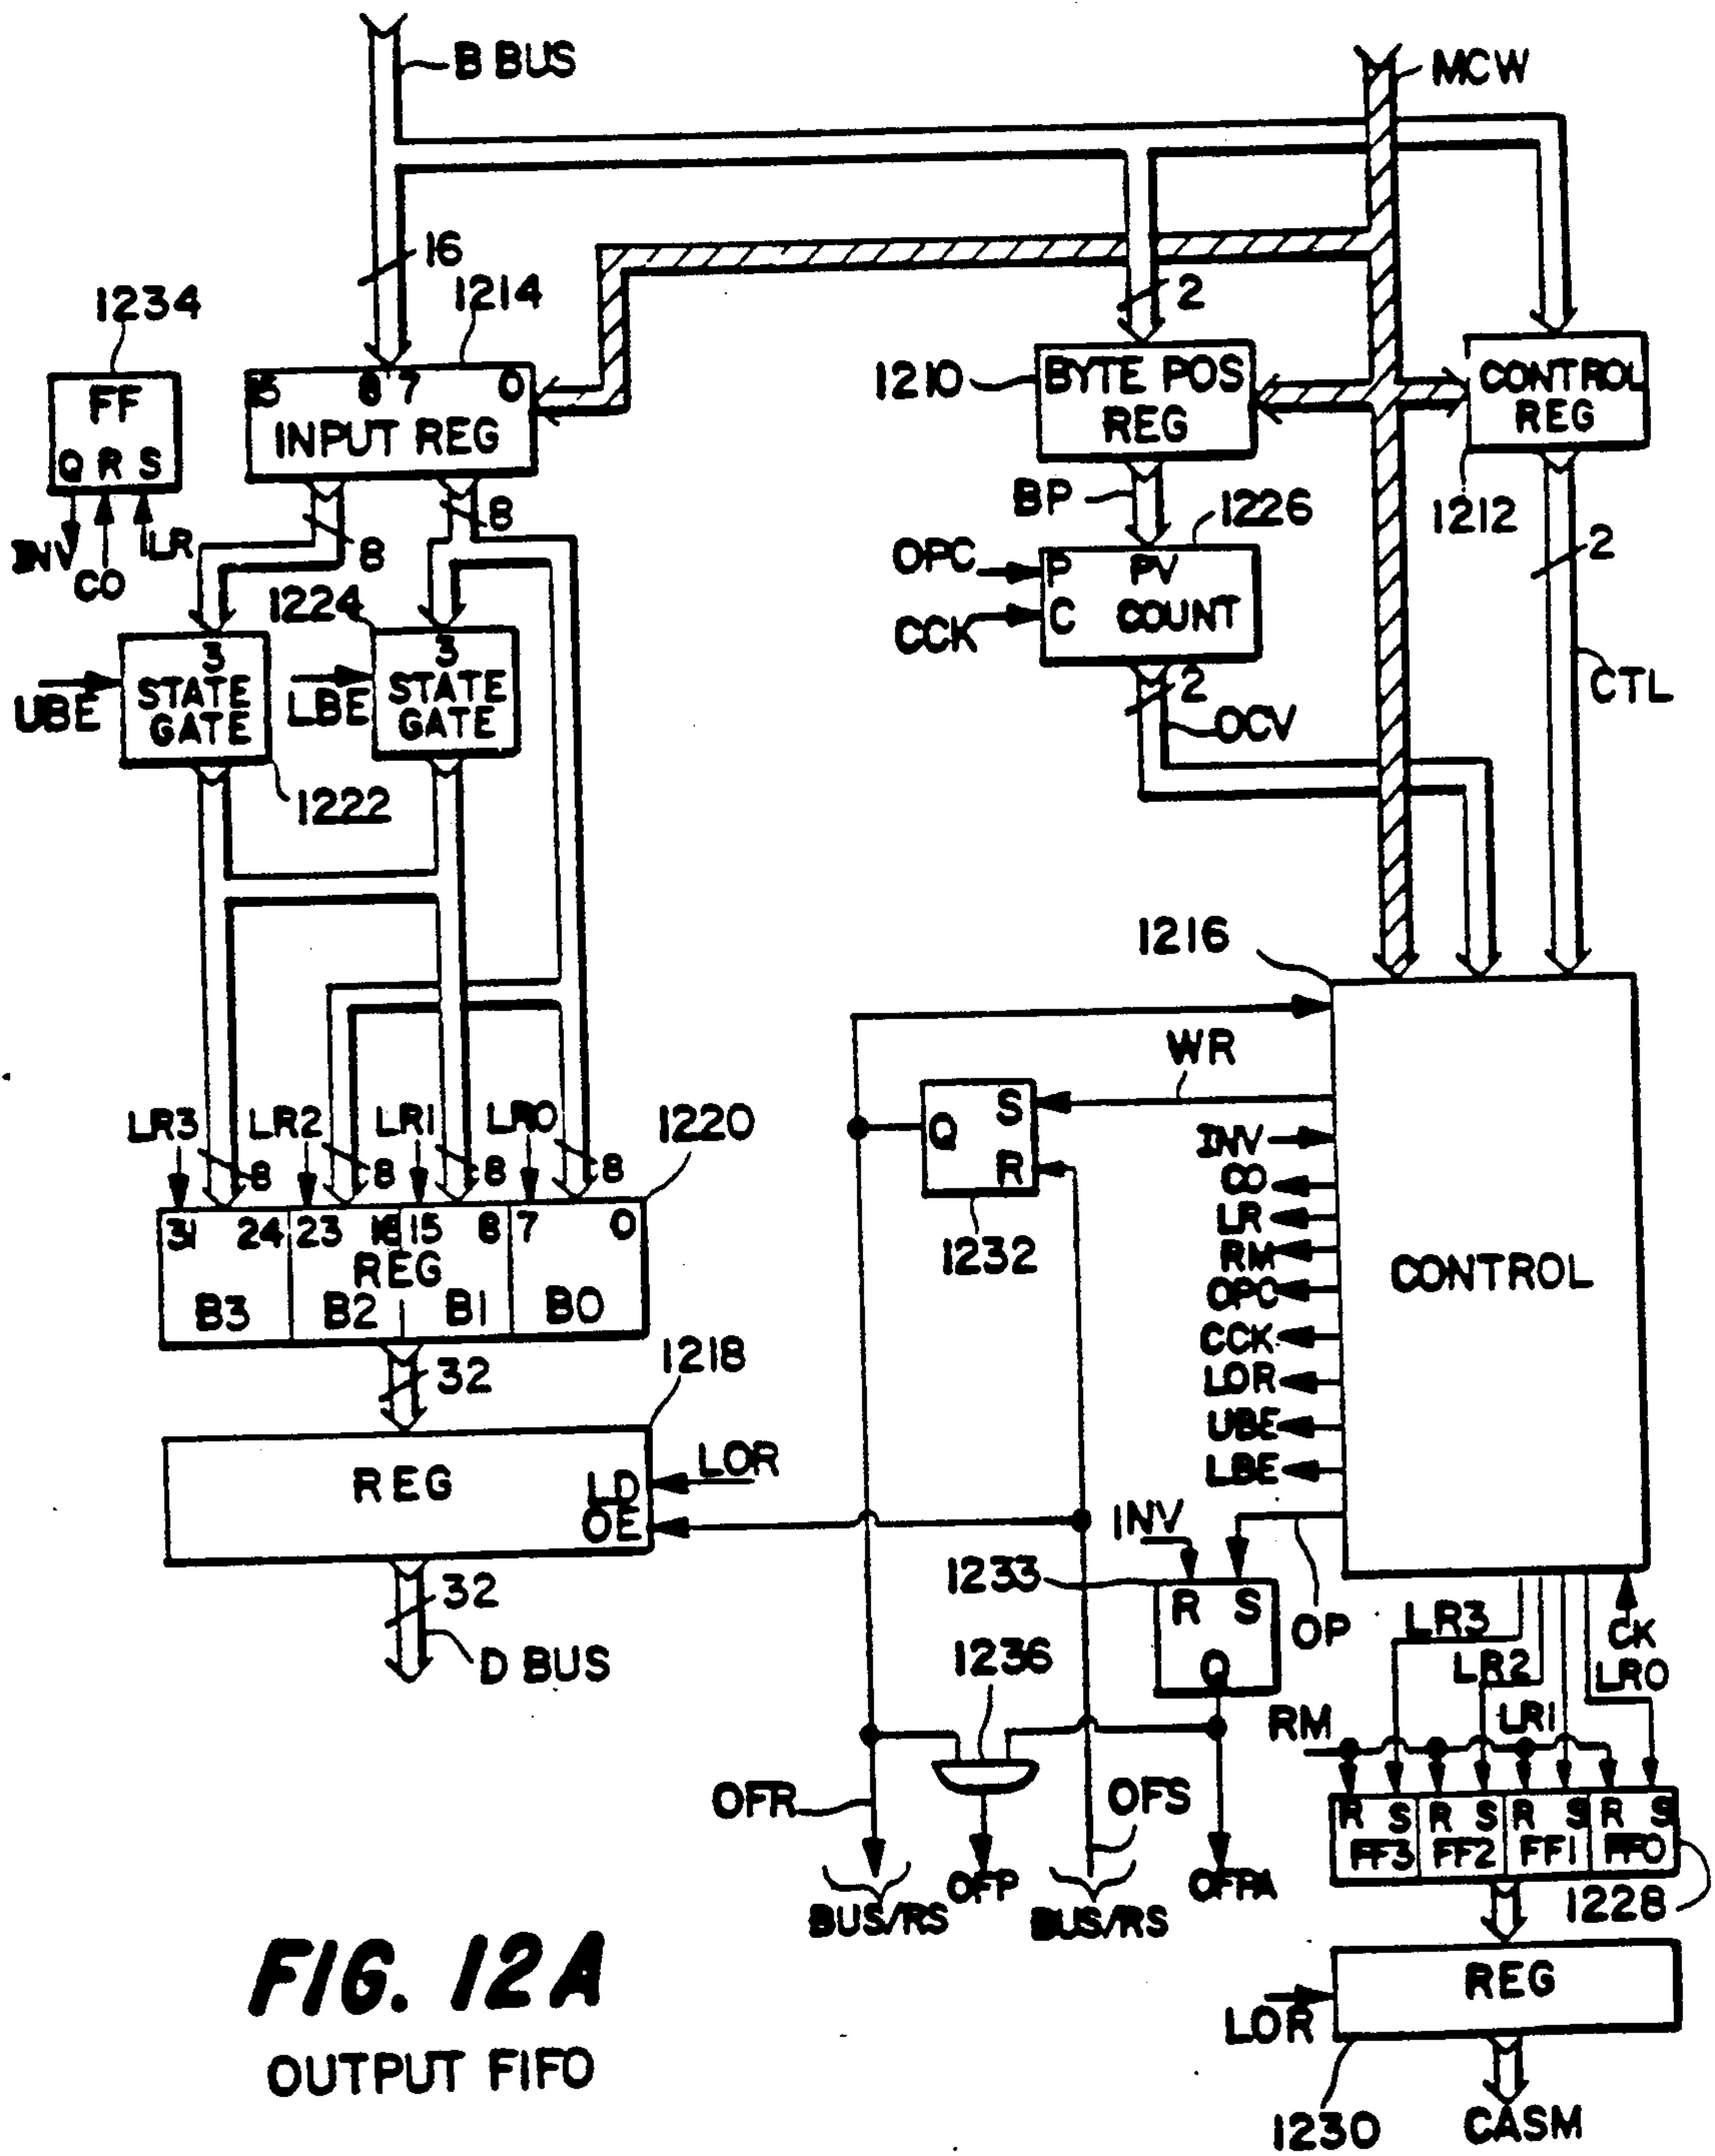 B BUS
MCW
16
1234
1214
2
FF
Q R S
15 8 7 0
INPUT REG
1210
BYTE POS
REG
CONTROL
REG
INV
CO
LR
8
8
BP
1226
1212
2
OPC
CCK
P PV
C COUNT
1224
UBE
3
STATE
GATE
LBE
3
STATE
GATE
2
OCV
CTL
1222
1216
WR
LR3
LR2
LR1
LR0
1220
8
8
8
8
Q S
R
1232
31 24 23 16 15 8 7 0
REG
B3 B2 B1 B0
INV
CO
LR
RM
OPC
CCK
LOR
UBE
LBE
CONTROL
32
1218
REG
LD
OE
LOR
INV
1233
R S
Q
OP
32
D BUS
LR3
LR2
LR1
CK
LR0
1236
RM
OFR
OFS
OFP
OFPA
BUS/RS
BUS/RS
R S R S R S R S
FF3 FF2 FF1 FF0
1228
REG
LOR
1230
CASM
FIG. 12A
OUTPUT FIFO